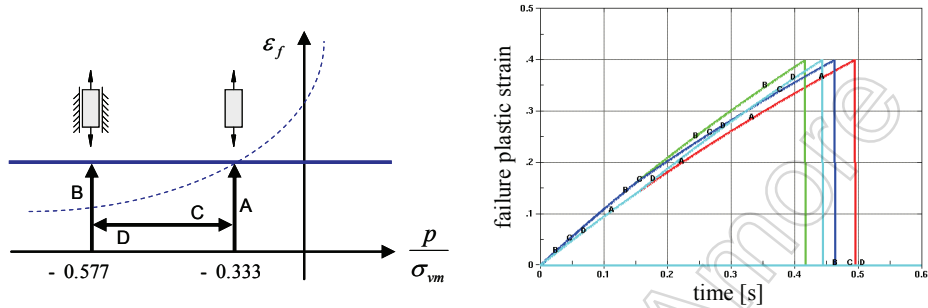 ε_f
B
C
A
D
- 0.577
- 0.333
p
σ_vm
failure plastic strain
.5
.4
.3
.2
.1
0
0
0.1
0.2
0.3
0.4
0.5
0.6
time [s]
B
C
D
B
C
D
A
B
C
D
A
B
C
D
A
B
C
D
A
B
C
D
Amore